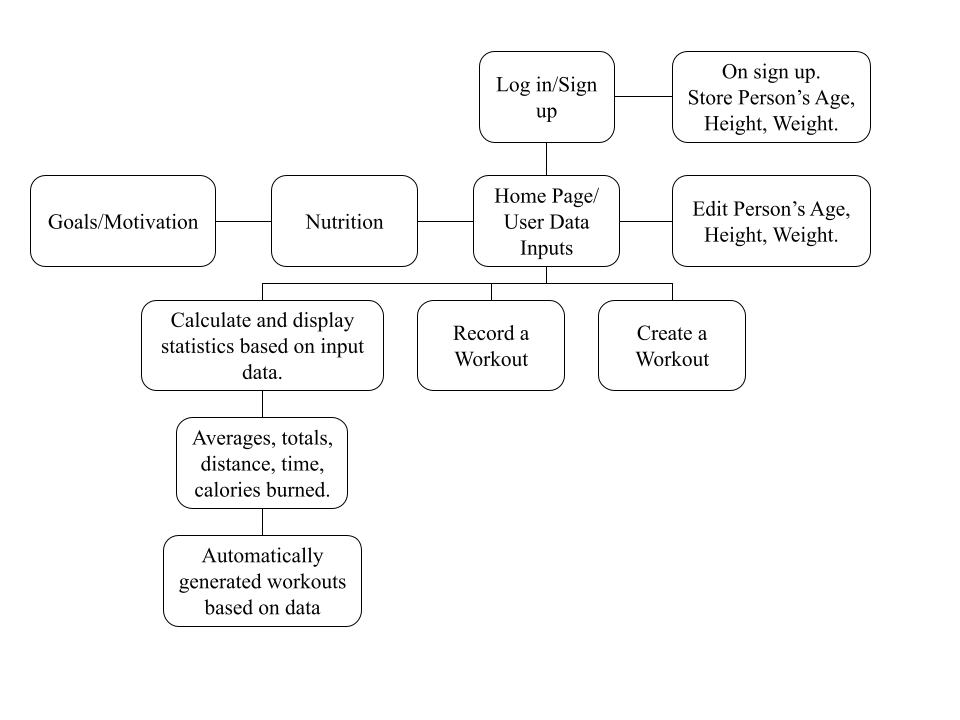 Log in/Sign
up
On sign up.
Store Person’s Age,
Height, Weight.
Goals/Motivation
Nutrition
Home Page/
User Data
Inputs
Edit Person’s Age,
Height, Weight.
Calculate and display
statistics based on input
data.
Record a
Workout
Create a
Workout
Averages, totals,
distance, time,
calories burned.
Automatically
generated workouts
based on data